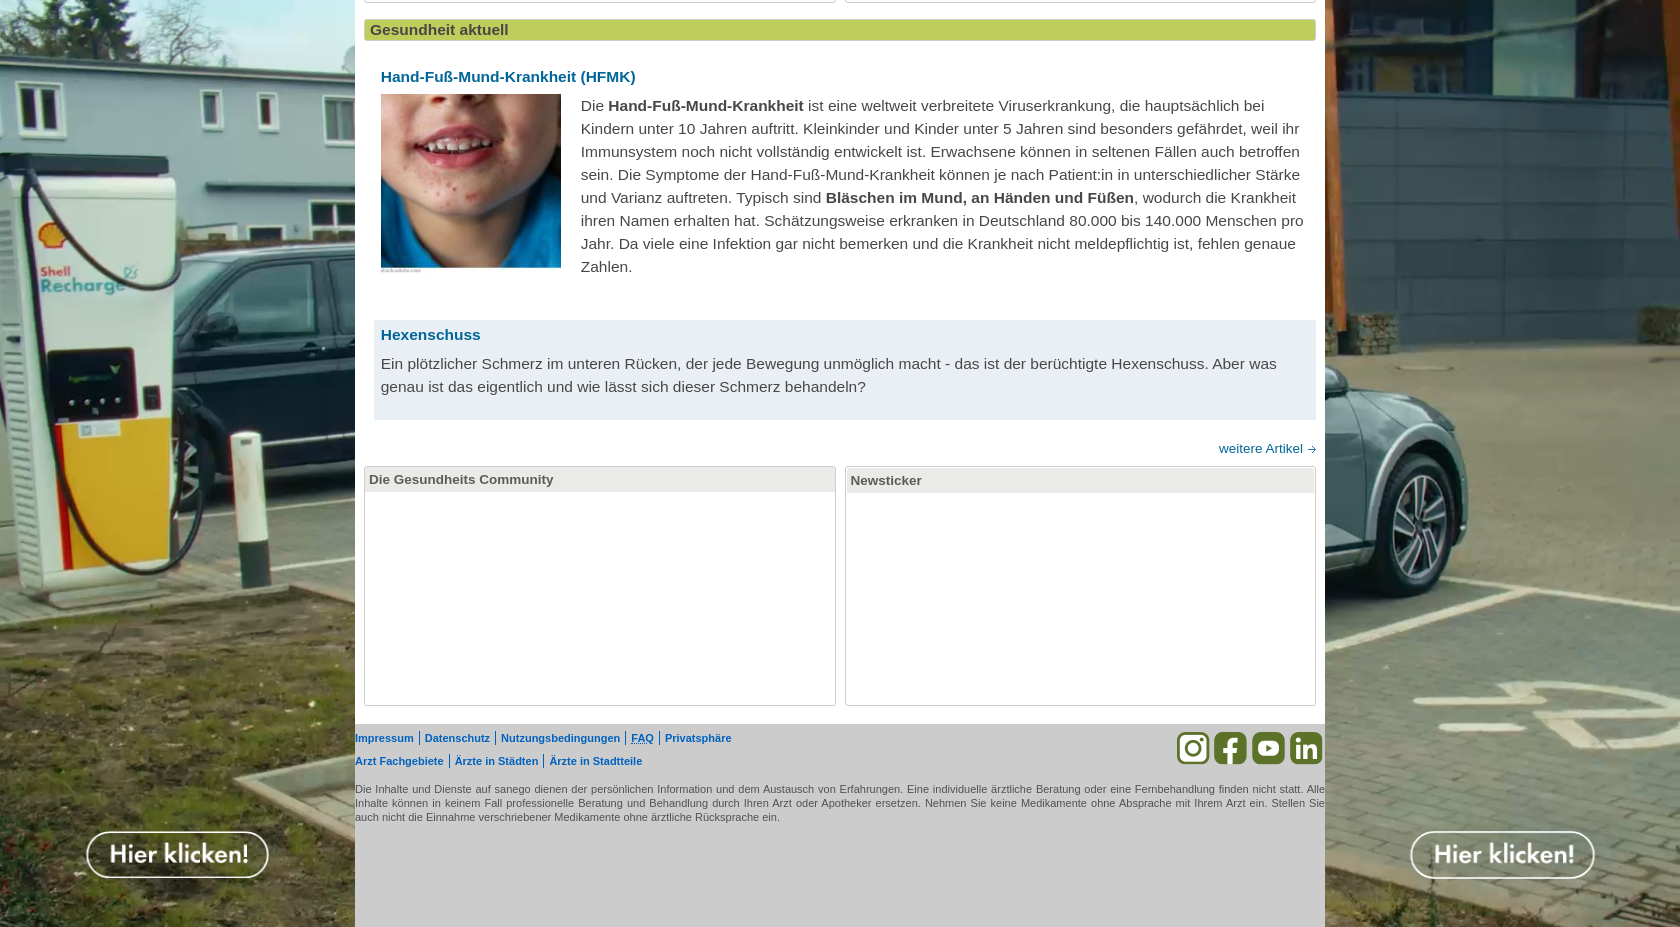 Gesundheit aktuell
Hand-Fuß-Mund-Krankheit (HFMK)
Die Hand-Fuß-Mund-Krankheit ist eine weltweit verbreitete Viruserkrankung, die hauptsächlich bei
Kindern unter 10 Jahren auftritt. Kleinkinder und Kinder unter 5 Jahren sind besonders gefährdet, weil ihr
Immunsystem noch nicht vollständig entwickelt ist. Erwachsene können in seltenen Fällen auch betroffen
sein. Die Symptome der Hand-Fuß-Mund-Krankheit können je nach Patient:in in unterschiedlicher Stärke
und Varianz auftreten. Typisch sind Bläschen im Mund, an Händen und Füßen, wodurch die Krankheit
ihren Namen erhalten hat. Schätzungsweise erkranken in Deutschland 80.000 bis 140.000 Menschen pro
Jahr. Da viele eine Infektion gar nicht bemerken und die Krankheit nicht meldepflichtig ist, fehlen genaue
Zahlen.
Hexenschuss
Ein plötzlicher Schmerz im unteren Rücken, der jede Bewegung unmöglich macht - das ist der berüchtigte Hexenschuss. Aber was
genau ist das eigentlich und wie lässt sich dieser Schmerz behandeln?
weitere Artikel
Die Gesundheits Community
Newsticker
Impressum Datenschutz Nutzungsbedingungen FAQ Privatsphäre
Arzt Fachgebiete Ärzte in Städten Ärzte in Stadtteile
Die Inhalte und Dienste auf sanego dienen der persönlichen Information und dem Austausch von Erfahrungen. Eine individuelle ärztliche Beratung oder eine Fernbehandlung finden nicht statt. Alle
Inhalte können in keinem Fall professionelle Beratung und Behandlung durch Ihren Arzt oder Apotheker ersetzen. Nehmen Sie keine Medikamente ohne Absprache mit Ihrem Arzt ein. Stellen Sie
auch nicht die Einnahme verschriebener Medikamente ohne ärztliche Rücksprache ein.
Shell
Recharge
Hier klicken!
Hier klicken!